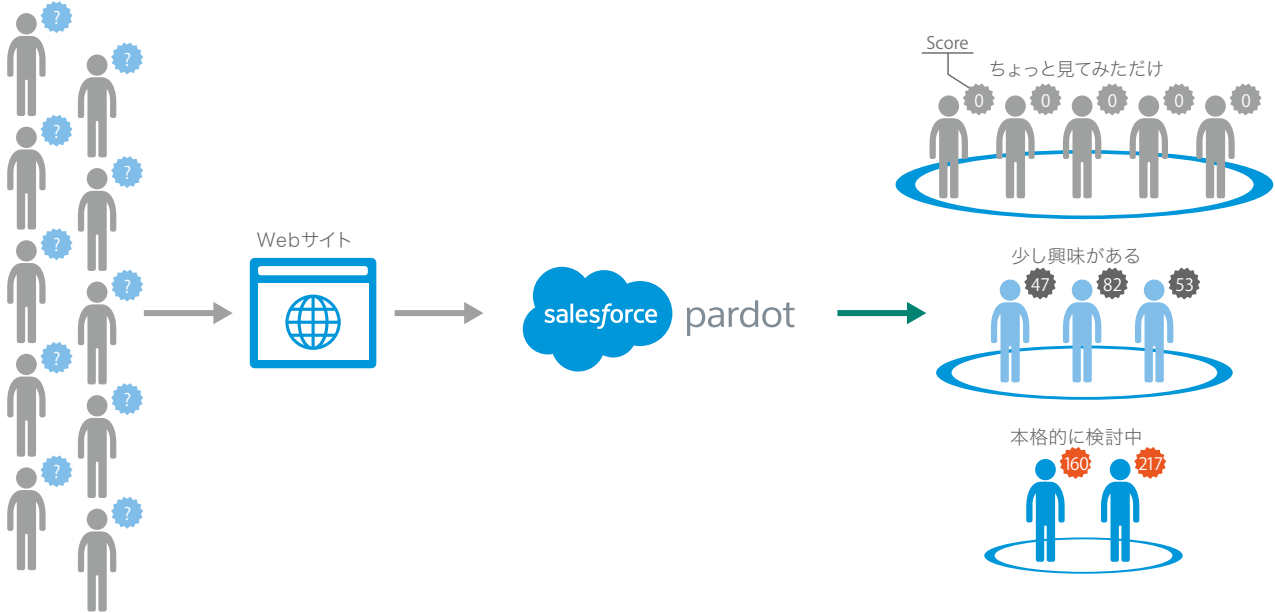 ?
?
?
?
?
?
?
?
?
?
Webサイト
salesforce pardot
Score
ちょっと見てみただけ
0 0 0 0 0
少し興味がある
47 82 53
本格的に検討中
160 217